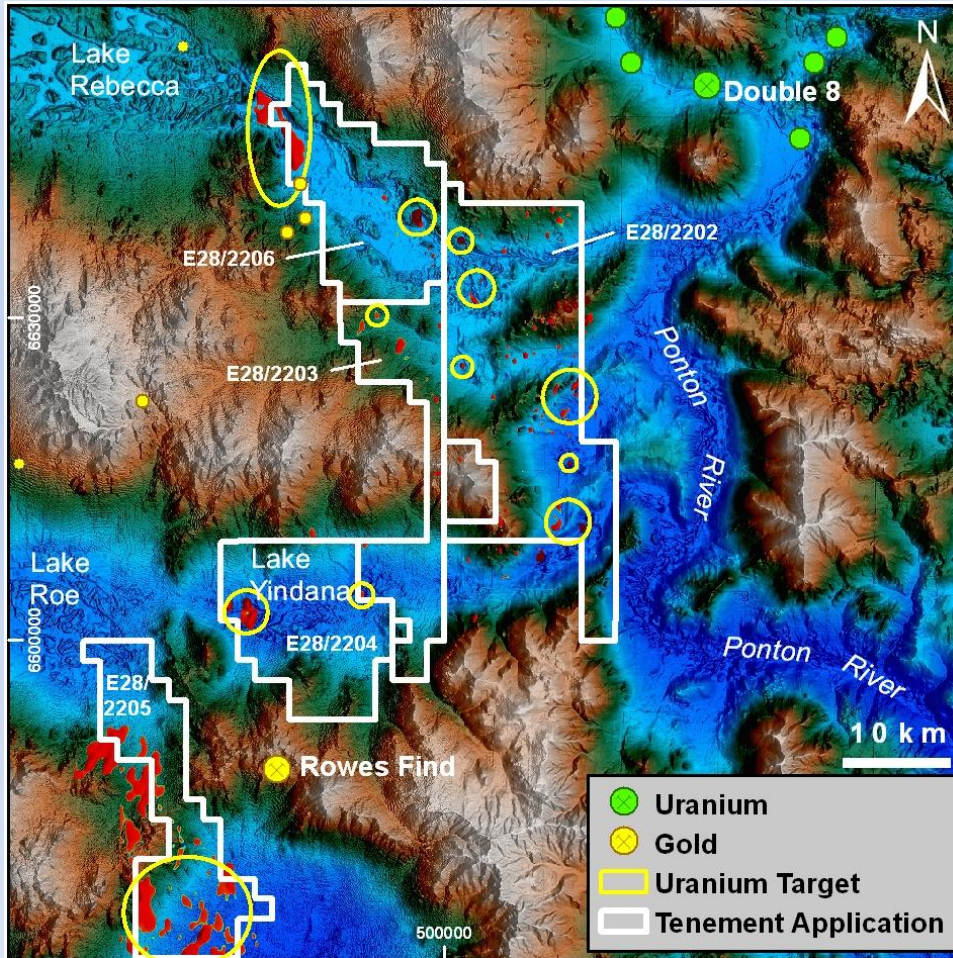 Lake
Rebecca
N
Double 8
E28/2202
E28/2206
6630000
Ponton
River
E28/2203
Lake
Roe
Lake
Yindana
6600000
E28/2204
Ponton
River
E28/
2205
10 km
Rowes Find
Uranium
Gold
Uranium Target
Tenement Application
500000